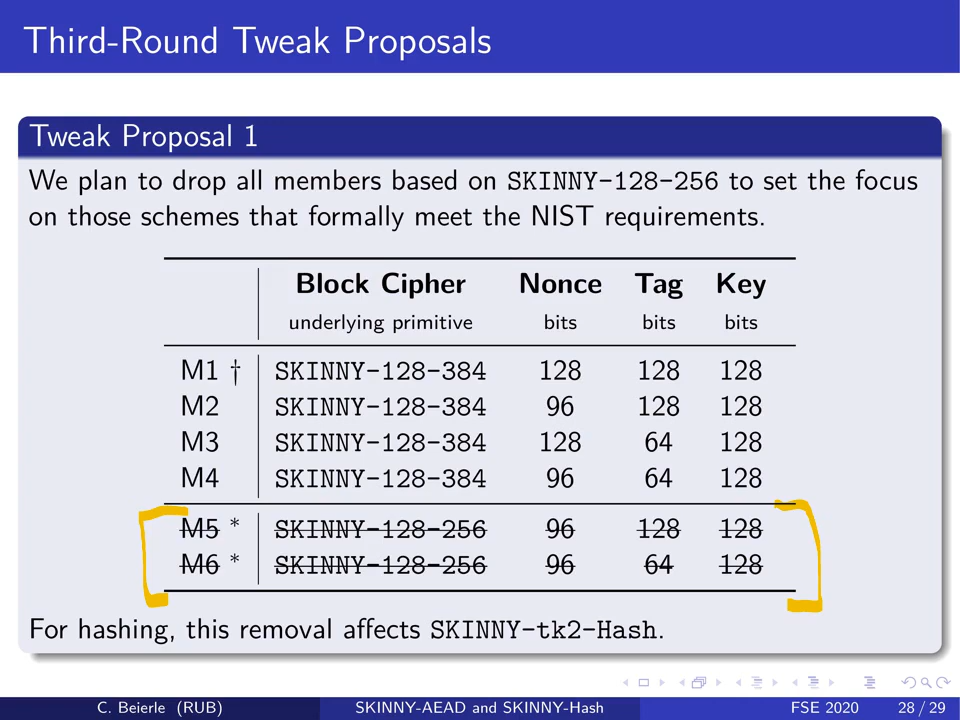 Third-Round Tweak Proposals
Tweak Proposal 1
We plan to drop all members based on SKINNY-128-256 to set the focus
on those schemes that formally meet the NIST requirements.
Block Cipher Nonce Tag Key
underlying primitive bits bits bits
M1 † SKINNY-128-384 128 128 128
M2 SKINNY-128-384 96 128 128
M3 SKINNY-128-384 128 64 128
M4 SKINNY-128-384 96 64 128
M5 * SKINNY-128-256 96 128 128
M6 * SKINNY-128-256 96 64 128
For hashing, this removal affects SKINNY-tk2-Hash.
C. Beierle (RUB) SKINNY-AEAD and SKINNY-Hash FSE 2020 28 / 29